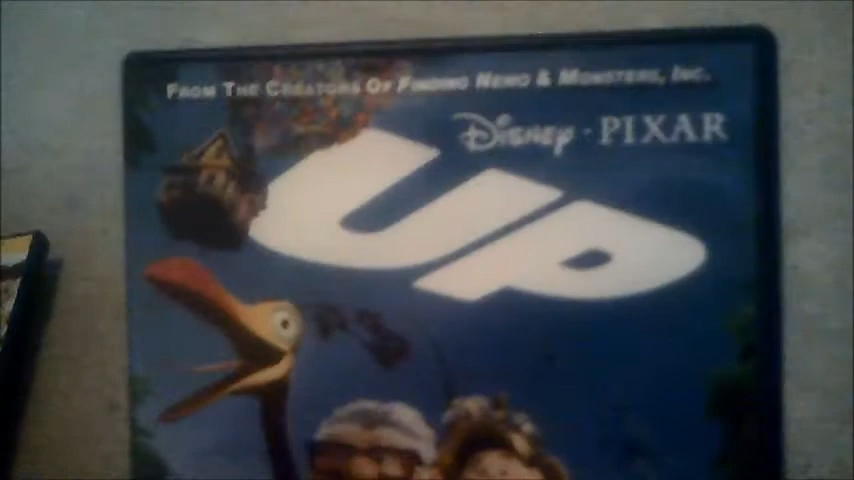 FROM THE CREATORS OF FINDING NEMO & MONSTERS, INC.
DISNEY · PIXAR
UP